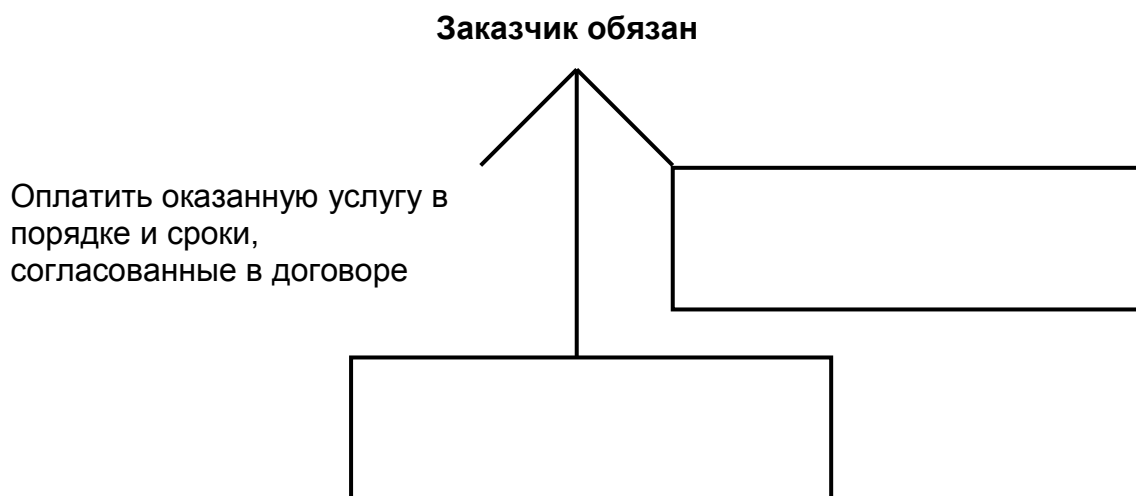 Заказчик обязан
Оплатить оказанную услугу в
порядке и сроки,
согласованные в договоре